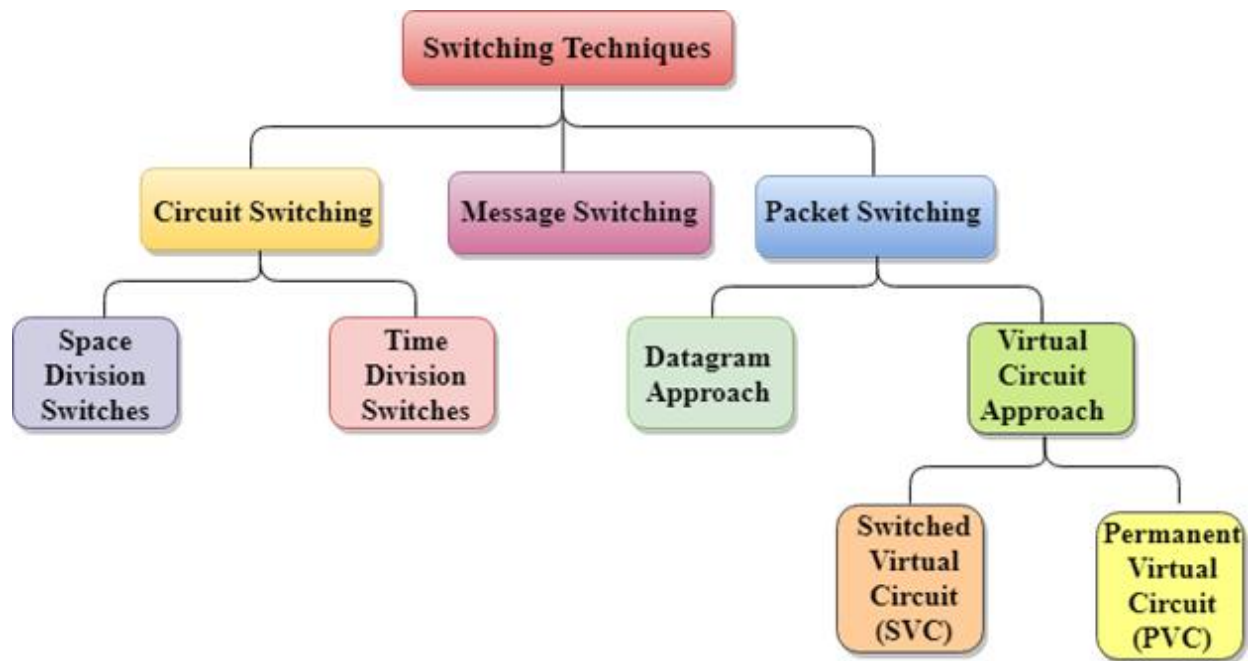 Switching Techniques
Circuit Switching
Message Switching
Packet Switching
Space
Division
Switches
Time
Division
Switches
Datagram
Approach
Virtual
Circuit
Approach
Switched
Virtual
Circuit
(SVC)
Permanent
Virtual
Circuit
(PVC)